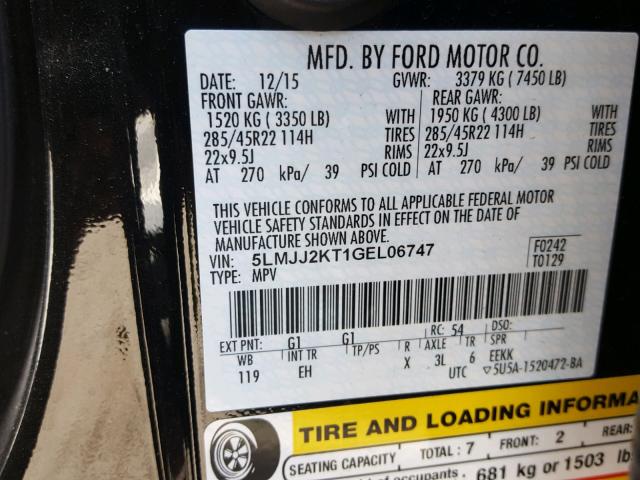 MFD. BY FORD MOTOR CO.
DATE: 12/15 GVWR: 3379 KG ( 7450 LB)
FRONT GAWR: REAR GAWR:
1520 KG ( 3350 LB) WITH 1950 KG ( 4300 LB) WITH
285/45R22 114H TIRES 285/45R22 114H TIRES
22x9.5J RIMS 22x9.5J RIMS
AT 270 kPa/ 39 PSI COLD AT 270 kPa/ 39 PSI COLD
THIS VEHICLE CONFORMS TO ALL APPLICABLE FEDERAL MOTOR
VEHICLE SAFETY STANDARDS IN EFFECT ON THE DATE OF
MANUFACTURE SHOWN ABOVE.
VIN: 5LMJJ2KT1GEL06747 F0242
TYPE: MPV T0129
EXT PNT: G1 G1 RC: 54 DSO:
WB INT TR TP/PS R AXLE TR SPR
119 EH X 3L 6 EEKK
UTC ▽5U5A-1520472-BA
TIRE AND LOADING INFORMA
SEATING CAPACITY TOTAL : 7 FRONT: 2 REAR:
of occupants. 681 kg or 1503 lb